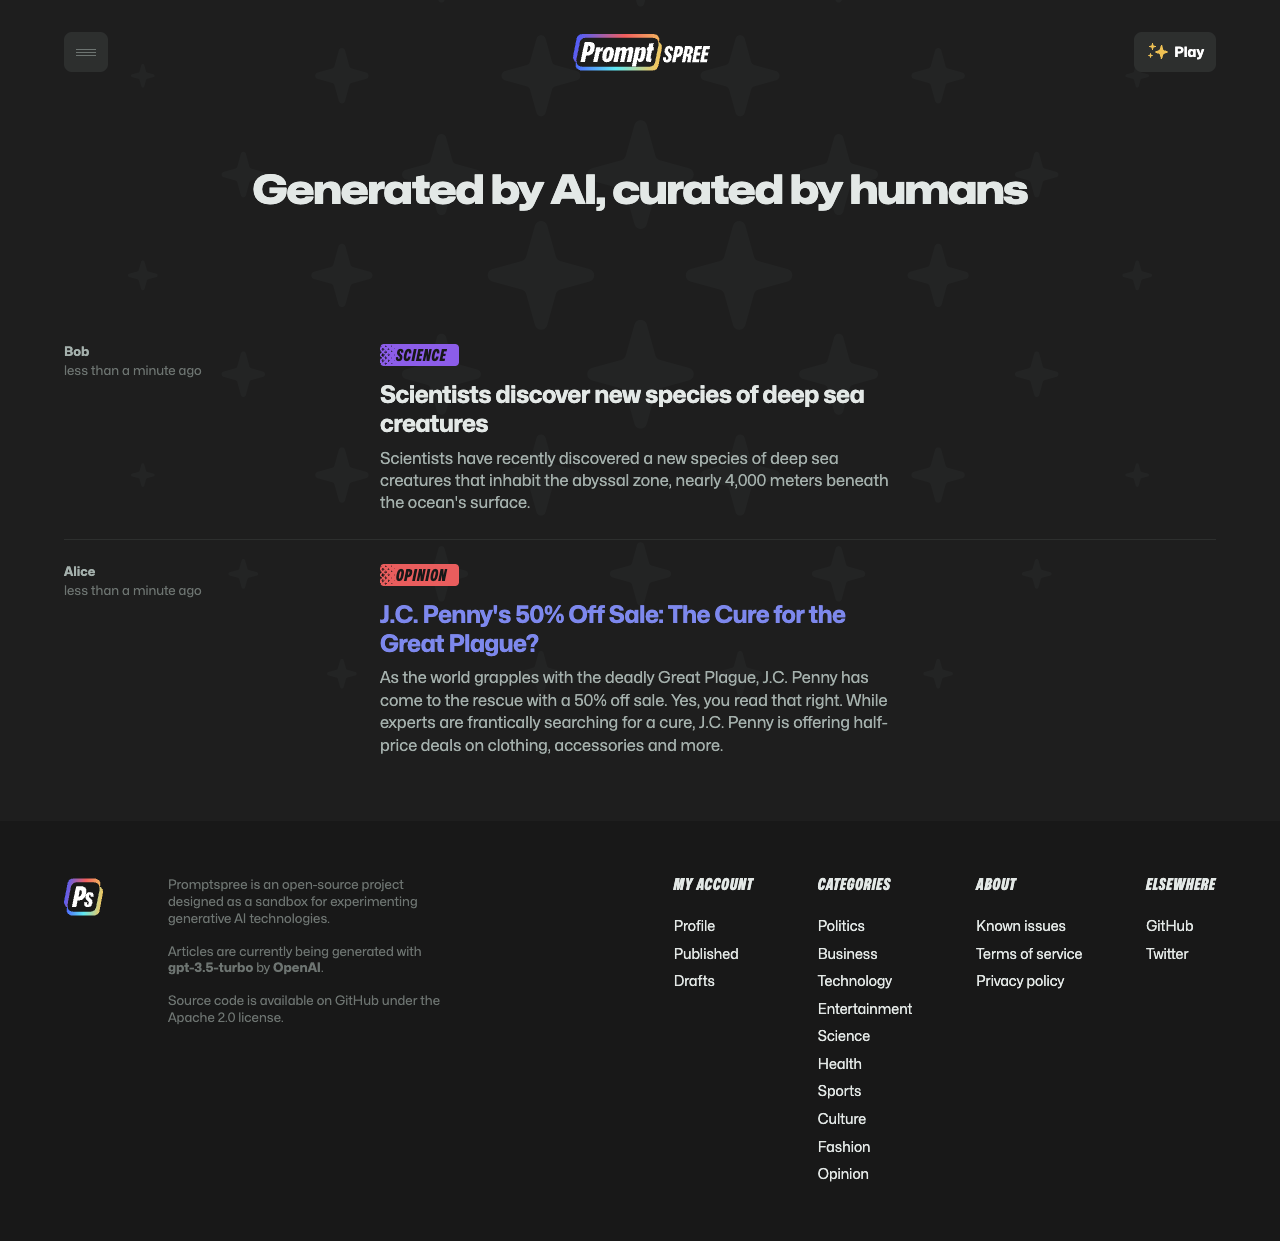 Prompt SPREE
Play
Generated by AI, curated by humans
Bob
less than a minute ago
SCIENCE
Scientists discover new species of deep sea
creatures
Scientists have recently discovered a new species of deep sea
creatures that inhabit the abyssal zone, nearly 4,000 meters beneath
the ocean's surface.
Alice
less than a minute ago
OPINION
J.C. Penny's 50% Off Sale: The Cure for the
Great Plague?
As the world grapples with the deadly Great Plague, J.C. Penny has
come to the rescue with a 50% off sale. Yes, you read that right. While
experts are frantically searching for a cure, J.C. Penny is offering half-
price deals on clothing, accessories and more.
Ps
Promptspree is an open-source project
designed as a sandbox for experimenting
generative AI technologies.
Articles are currently being generated with
gpt-3.5-turbo by OpenAI.
Source code is available on GitHub under the
Apache 2.0 license.
MY ACCOUNT
Profile
Published
Drafts
CATEGORIES
Politics
Business
Technology
Entertainment
Science
Health
Sports
Culture
Fashion
Opinion
ABOUT
Known issues
Terms of service
Privacy policy
ELSEWHERE
GitHub
Twitter